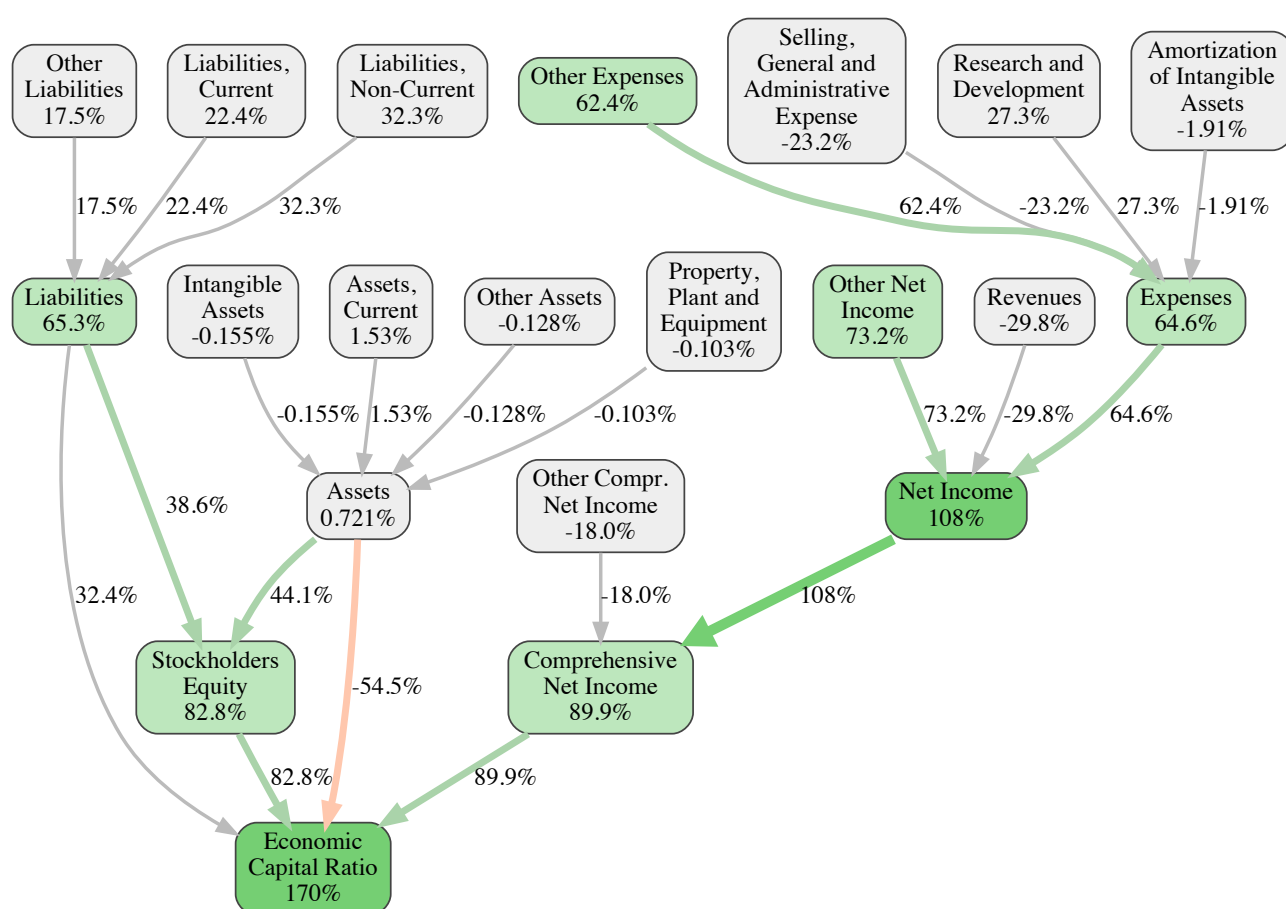 Other
Liabilities
17.5%
Liabilities,
Current
22.4%
Liabilities,
Non-Current
32.3%
Other Expenses
62.4%
Selling,
General and
Administrative
Expense
-23.2%
Research and
Development
27.3%
Amortization
of Intangible
Assets
-1.91%
17.5%
22.4%
32.3%
62.4%
-23.2%
27.3%
-1.91%
Liabilities
65.3%
Intangible
Assets
-0.155%
Assets,
Current
1.53%
Other Assets
-0.128%
Property,
Plant and
Equipment
-0.103%
Other Net
Income
73.2%
Revenues
-29.8%
Expenses
64.6%
-0.155%
1.53%
-0.128%
-0.103%
73.2%
-29.8%
64.6%
38.6%
Assets
0.721%
Other Compr.
Net Income
-18.0%
Net Income
108%
32.4%
44.1%
-18.0%
108%
Stockholders
Equity
82.8%
-54.5%
Comprehensive
Net Income
89.9%
82.8%
89.9%
Economic
Capital Ratio
170%